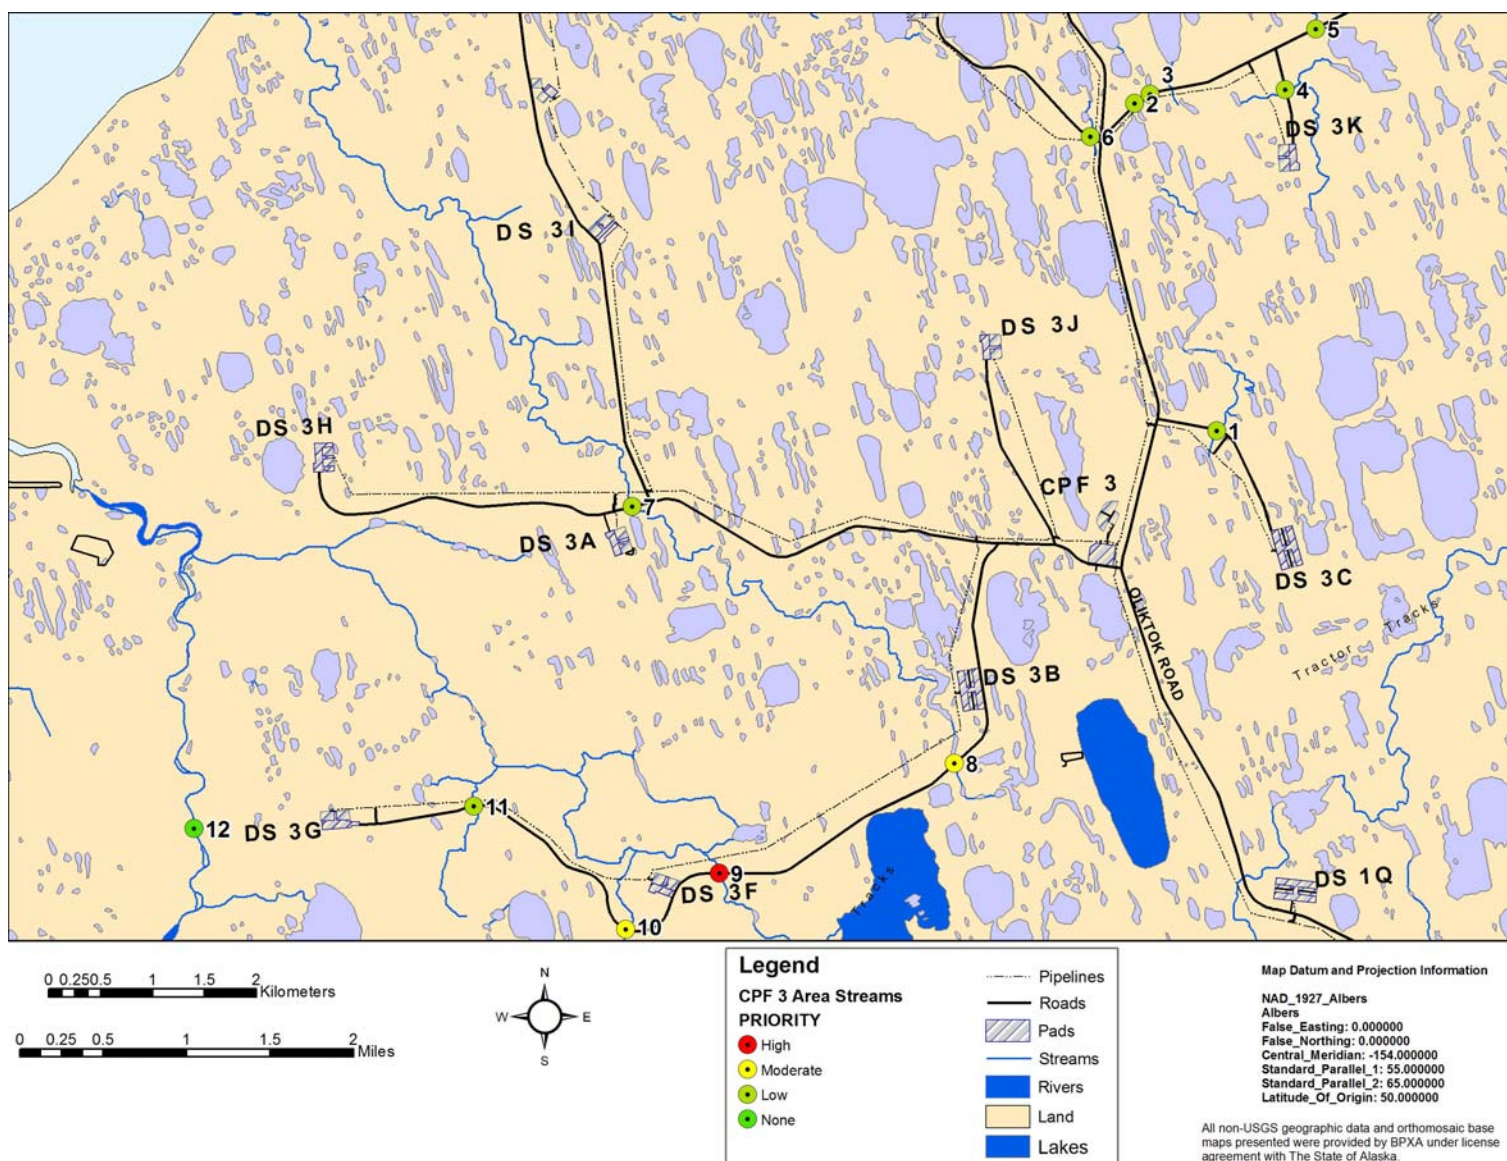 5
3
4
2
6
DS 3K
DS 3I
DS 3J
DS 3H
1
CPF 3
7
DS 3A
DS 3C
OLIKTOK ROAD
Tractor Tracks
DS 3B
8
11
12
DS 3G
9
DS 3F
Tracks
DS 1Q
10
0 0.25 0.5 1 1.5 2
Kilometers
0 0.25 0.5 1 1.5 2
Miles
N
W E
S
Legend
CPF 3 Area Streams
PRIORITY
High
Moderate
Low
None
Pipelines
Roads
Pads
Streams
Rivers
Land
Lakes
Map Datum and Projection Information
NAD_1927_Albers
Albers
False_Easting: 0.000000
False_Northing: 0.000000
Central_Meridian: -154.000000
Standard_Parallel_1: 55.000000
Standard_Parallel_2: 65.000000
Latitude_Of_Origin: 50.000000
All non-USGS geographic data and orthomosaic base
maps presented were provided by BPXA under license
agreement with The State of Alaska.